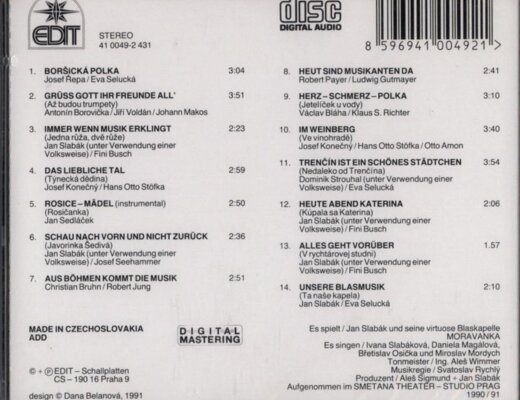 EDIT
STEREO
41 0049-2 431
disc
DIGITAL AUDIO
8 596941 004921 >
1. BORŠICKÁ POLKA 3:04
Josef Řepa/Eva Selucká
2. GRÜSS GOTT IHR FREUNDE ALL' 3:51
(Až budou trumpety)
Antonín Borovička/Jiří Voldán/Johann Makos
3. IMMER WENN MUSIK ERKLINGT 2:23
(Jedna růža, dvě růže)
Jan Slabák (unter Verwendung einer
Volksweise)/Fini Busch
4. DAS LIEBLICHE TAL 2:59
(Týnecká dědina)
Josef Konečný/Hans Otto Stöfka
5. ROSICE – MÄDEL (instrumental) 2:50
(Rosičanka)
Jan Sedláček
6. SCHAU NACH VORN UND NICHT ZURÜCK 2:36
(Javorinka Šedivá)
Jan Slabák (unter Verwendung einer
Volksweise)/Josef Seehammer
7. AUS BÖHMEN KOMMT DIE MUSIK 2:51
Christian Bruhn/Robert Jung
8. HEUT SIND MUSIKANTEN DA 2:41
Robert Payer/Ludwig Gutmayer
9. HERZ – SCHMERZ – POLKA 3:10
(Jetelíček u vody)
Václav Bláha/Klaus S. Richter
10. IM WEINBERG 3:40
(Ve vinohradě)
Josef Konečný/Hans Otto Stöfka/Otto Amon
11. TRENČÍN IST EIN SCHÖNES STÄDTCHEN 3:54
(Nedaleko od Trenčína)
Dominik Strouhal (unter Verwendung einer
Volksweise)/Eva Selucká
12. HEUTE ABEND KATERINA 2:06
(Kúpala sa Katerina)
Jan Slabák (unter Verwendung einer
Volksweise)/Fini Busch
13. ALLES GEHT VORÜBER 1.57
(V rychtárovej studni)
Jan Slabák (unter Verwendung einer
Volksweise)/Fini Busch
14. UNSERE BLASMUSIK 2:10
(Ta naše kapela)
Jan Slabák/Eva Selucká
MADE IN CZECHOSLOVAKIA
ADD
DIGITAL
MASTERING
© + Ⓟ EDIT – Schallplatten
CS – 190 16 Praha 9
design © Dana Belanová, 1991
Es spielt/Jan Slabák und seine virtuose Blaskapelle
MORAVANKA
Es singen/Ivana Slabáková, Daniela Magálová,
Břetislav Osička und Miroslav Mordych
Tonmeister/Ing. Aleš Wimmer
Musikregie/Svatoslav Rychlý
Produzent/Aleš Sigmund + Jan Slabák
Aufgenommen im SMETANA THEATER – STUDIO PRAG
1990/91